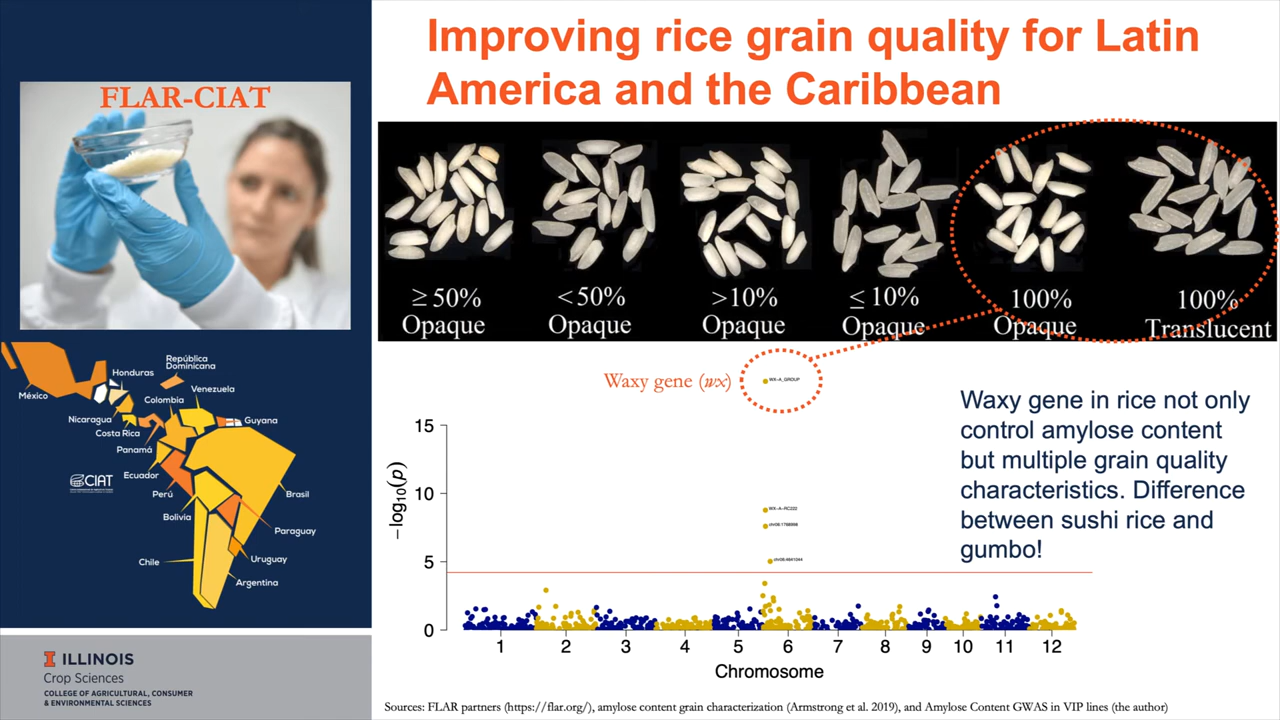 Improving rice grain quality for Latin
America and the Caribbean
FLAR-CIAT
≥ 50%
Opaque
< 50%
Opaque
>10%
Opaque
≤ 10%
Opaque
100%
Opaque
100%
Translucent
México
Honduras
República
Dominicana
Nicaragua
Costa Rica
Colombia
Venezuela
Guyana
Panamá
Ecuador
CIAT
Perú
Brasil
Bolivia
Paraguay
Chile
Uruguay
Argentina
Waxy gene (wx)
WX-A_GROUP
15
10
5
0
−log10(p)
WX-A-RC222
1 2 3 4 5 6 7 8 9 10 11 12
Chromosome
Waxy gene in rice not only
control amylose content
but multiple grain quality
characteristics. Difference
between sushi rice and
gumbo!
ILLINOIS
Crop Sciences
COLLEGE OF AGRICULTURAL, CONSUMER
& ENVIRONMENTAL SCIENCES
Sources: FLAR partners (https://flar.org/), amylose content grain characterization (Armstrong et al. 2019), and Amylose Content GWAS in VIP lines (the author)